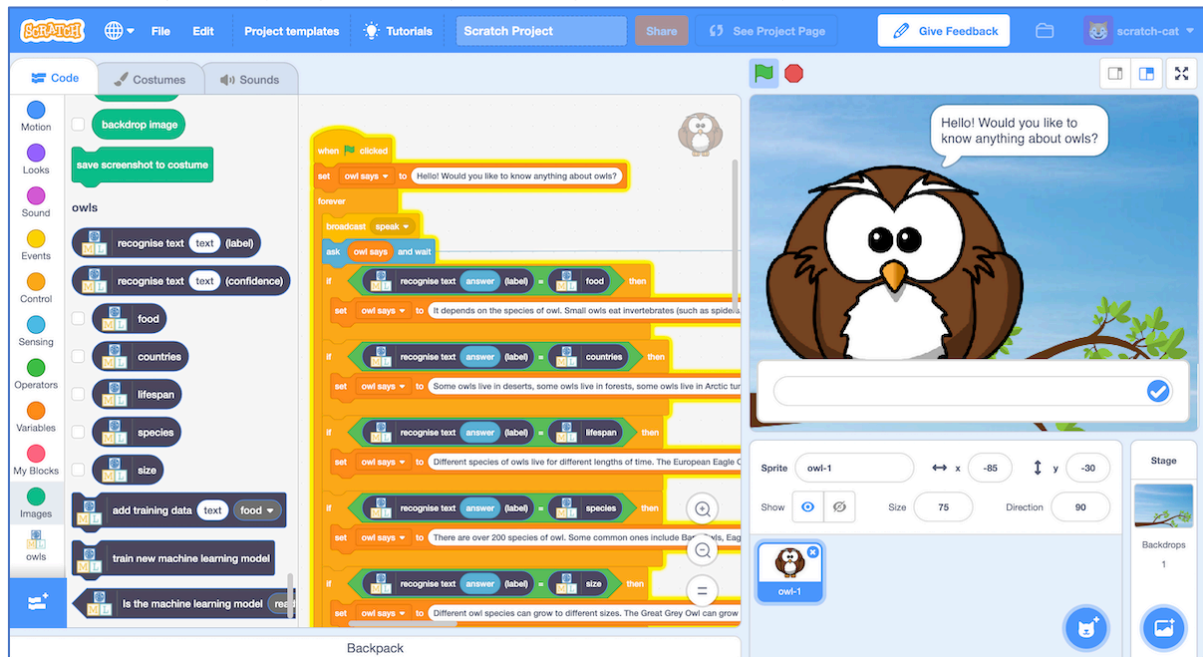 SCRATCH File Edit Project templates Tutorials Scratch Project Share See Project Page Give Feedback scratch-cat
Code Costumes Sounds
Motion
Looks
Sound
Events
Control
Sensing
Operators
Variables
My Blocks
Images
owls
backdrop image
save screenshot to costume
owls
recognise text text (label)
recognise text text (confidence)
food
countries
lifespan
species
size
add training data text food
train new machine learning model
Is the machine learning model
when clicked
set owl says to Hello! Would you like to know anything about owls?
forever
broadcast speak
ask owl says and wait
if recognise text answer (label) = food then
set owl says to It depends on the species of owl. Small owls eat invertebrates (such as
if recognise text answer (label) = countries then
set owl says to Some owls live in deserts, some owls live in forests, some owls live in Arctic
if recognise text answer (label) = lifespan then
set owl says to Different species of owls live for different lengths of time. The European Eagle
if recognise text answer (label) = species then
set owl says to There are over 200 species of owl. Some common ones include
if recognise text answer (label) = size then
set owl says to Different owl species can grow to different sizes. The Great Grey Owl can grow
Backpack
Hello! Would you like to
know anything about owls?
Sprite owl-1 x -85 y -30
Show Size 75 Direction 90
owl-1
Stage
Backdrops
1